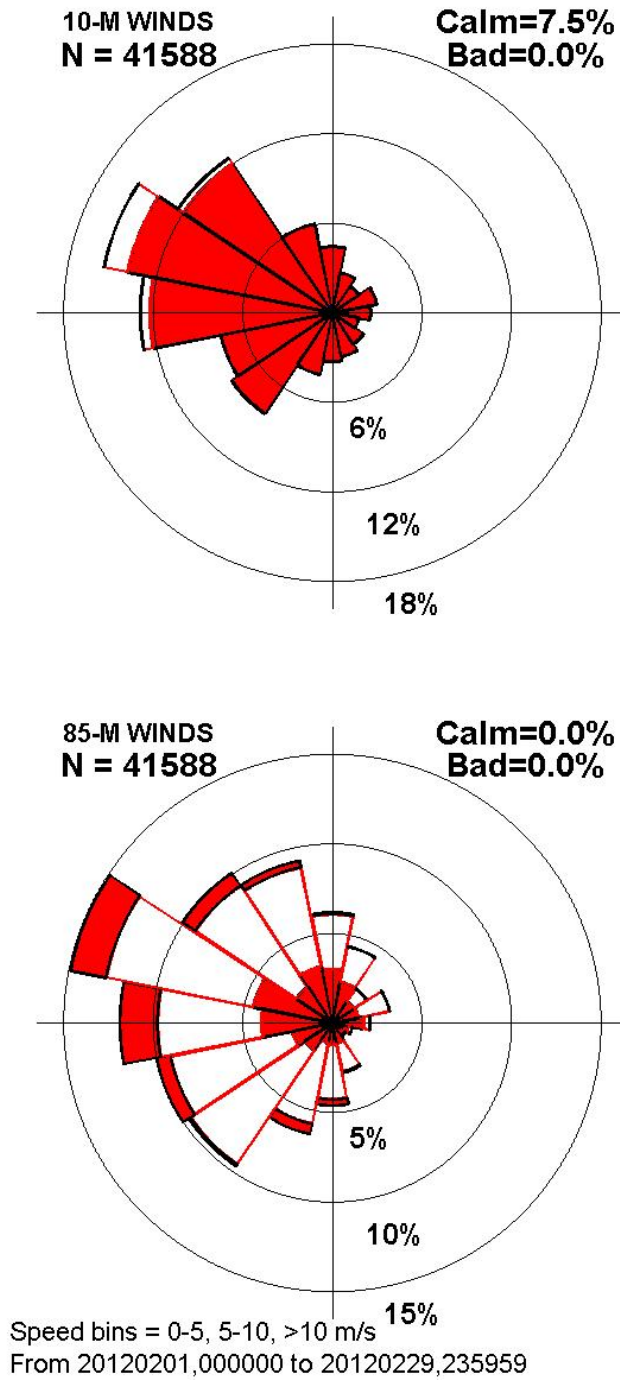 10-M WINDS
N = 41588
Calm=7.5%
Bad=0.0%
6%
12%
18%
85-M WINDS
N = 41588
Calm=0.0%
Bad=0.0%
5%
10%
15%
Speed bins = 0-5, 5-10, >10 m/s
From 20120201,000000 to 20120229,235959